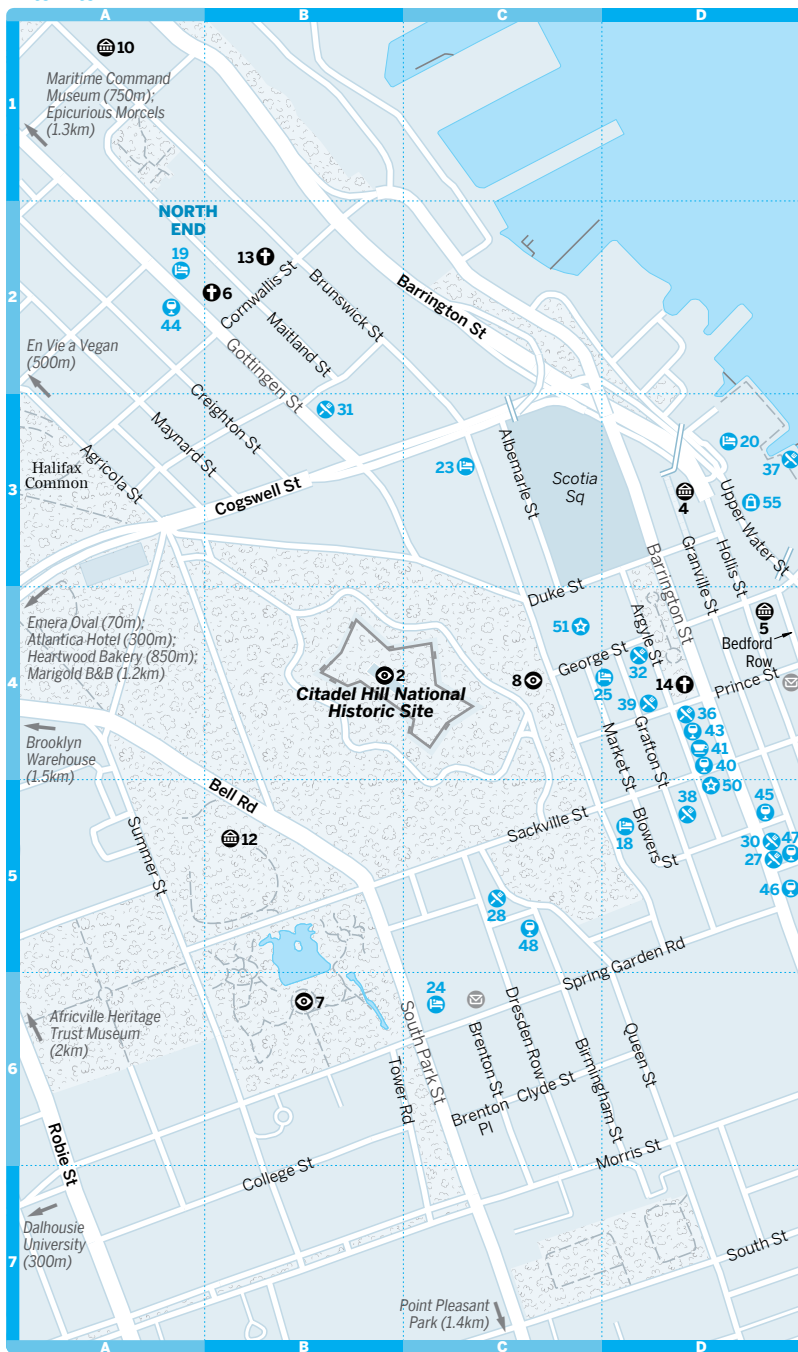 A
B
C
D
1
10
Maritime Command
Museum (750m);
Epicurious Morcels
(1.3km)
NORTH
END
19
13
6
44
2
Cornwallis St
Brunswick St
Barrington St
Maitland St
Gottingen St
En Vie a Vegan
(500m)
Creighton St
Maynard St
Agricola St
31
Halifax
Common
3
Cogswell St
23
Albemarle St
Scotia
Sq
20
37
4
55
Upper Water St
Hollis St
Granville St
Barrington St
Duke St
Emera Oval (70m);
Atlantica Hotel (300m);
Heartwood Bakery (850m);
Marigold B&B (1.2km)
4
51
Argyle St
5
Bedford
Row
George St
32
2
Citadel Hill National
Historic Site
8
25
14
Prince St
39
36
43
41
40
50
Market St
Grafton St
Brooklyn
Warehouse
(1.5km)
Bell Rd
38
45
Sackville St
18
Blowers St
30
47
27
46
12
Summer St
5
28
48
Spring Garden Rd
24
7
Africville Heritage
Trust Museum
(2km)
6
South Park St
Tower Rd
Brenton St
Dresden Row
Birmingham St
Queen St
Clyde St
Brenton
Pl
Robie St
College St
Morris St
Dalhousie
University
(300m)
7
South St
Point Pleasant
Park (1.4km)
A
B
C
D